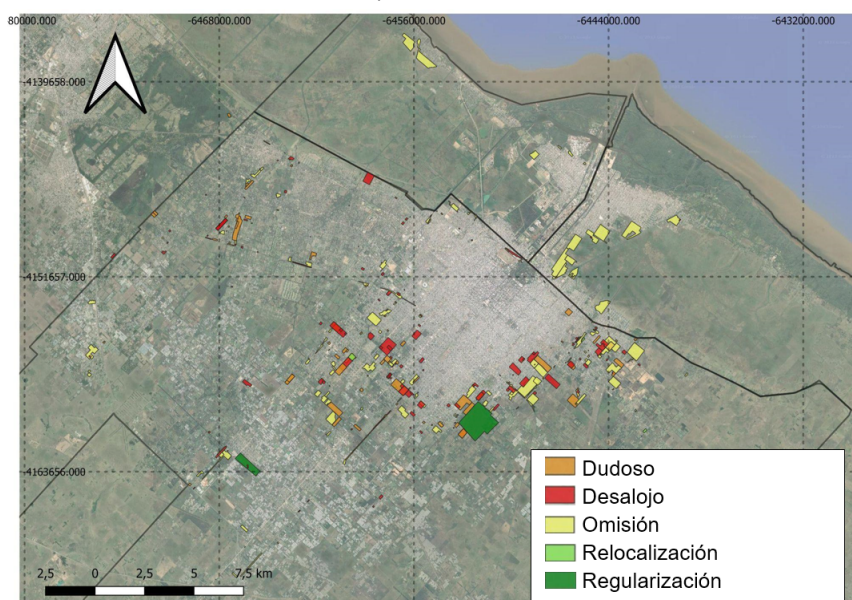 80000.000 -6468000.000 -6456000.000 -6444000.000 -6432000.000
-4139658.000
-4151657.000
-4163656.000
Dudoso
Desalojo
Omisión
Relocalización
Regularización
2,5 0 2,5 5 7,5 km